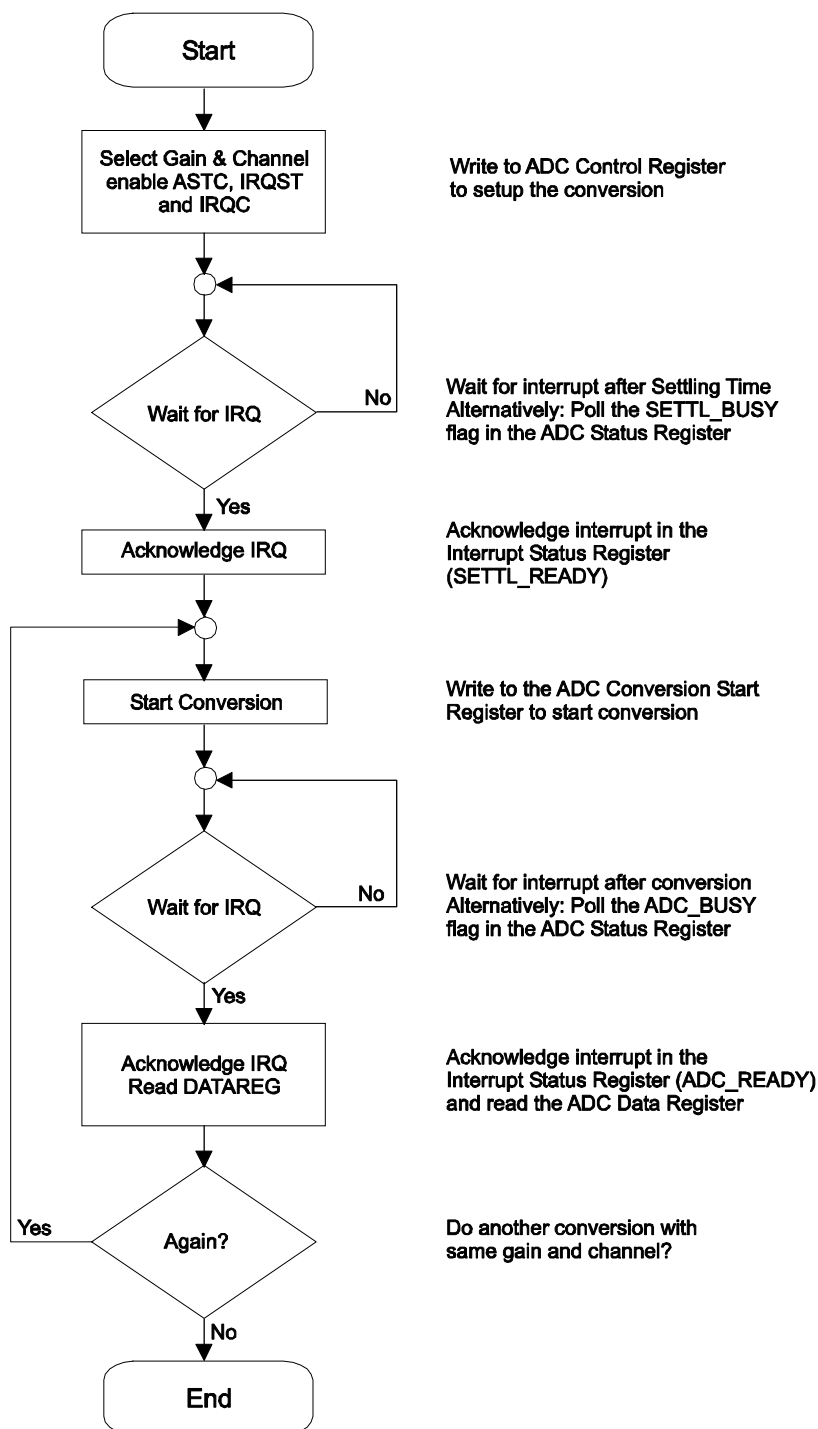 Start
Select Gain & Channel
enable ASTC, IRQST
and IRQC
Write to ADC Control Register
to setup the conversion
Wait for IRQ
No
Wait for interrupt after Settling Time
Alternatively: Poll the SETTL_BUSY
flag in the ADC Status Register
Yes
Acknowledge IRQ
Acknowledge interrupt in the
Interrupt Status Register
(SETTL_READY)
Start Conversion
Write to the ADC Conversion Start
Register to start conversion
Wait for IRQ
No
Wait for interrupt after conversion
Alternatively: Poll the ADC_BUSY
flag in the ADC Status Register
Yes
Acknowledge IRQ
Read DATAREG
Acknowledge interrupt in the
Interrupt Status Register (ADC_READY)
and read the ADC Data Register
Yes
Again?
Do another conversion with
same gain and channel?
No
End